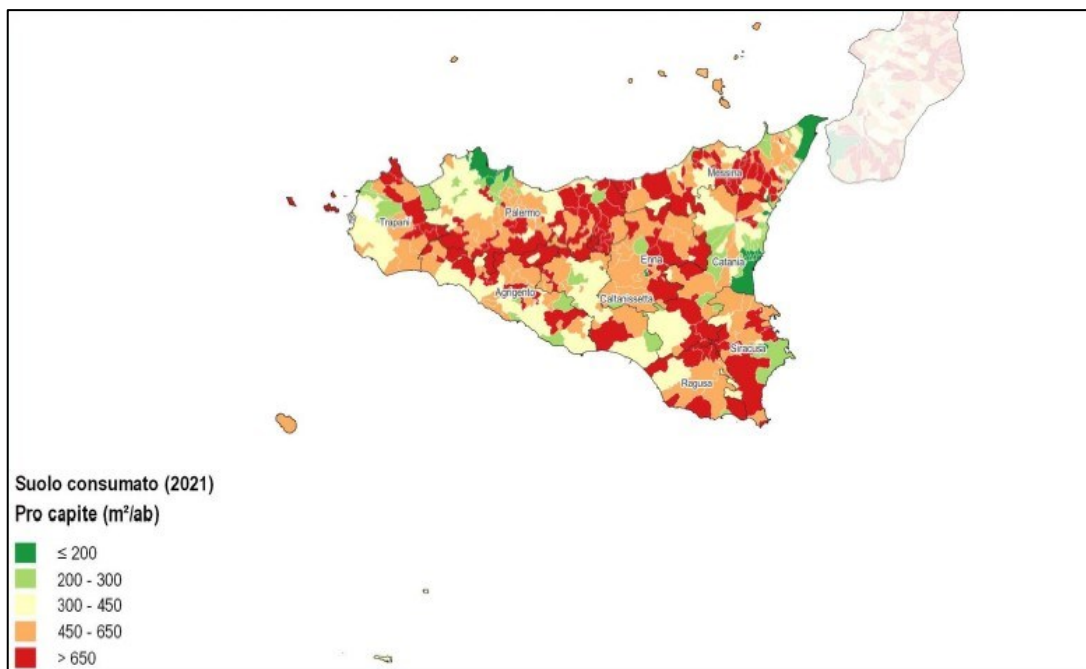 Messina
Palermo
Trapani
Enna
Catania
Agrigento
Caltanissetta
Siracusa
Ragusa
Suolo consumato (2021)
Pro capite (m²/ab)
≤ 200
200 - 300
300 - 450
450 - 650
> 650